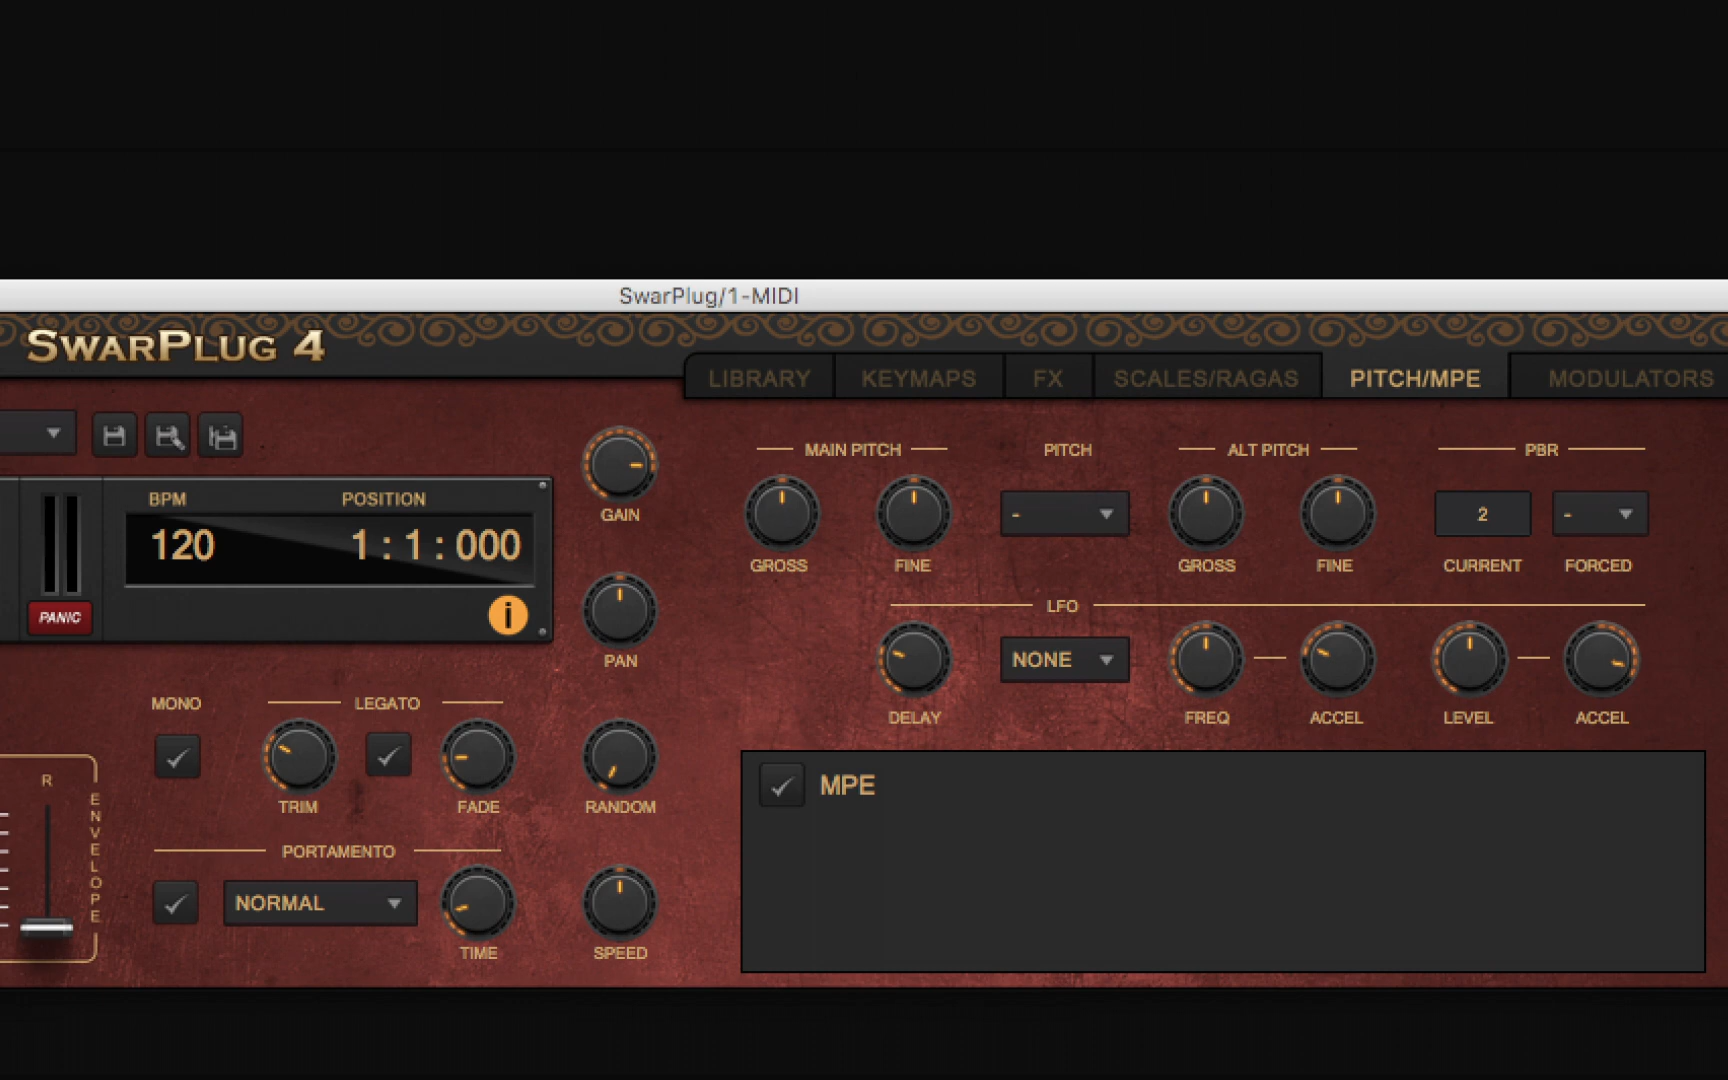 SwarPlug/1-MIDI
SWARPLUG 4
LIBRARY
KEYMAPS
FX
SCALES/RAGAS
PITCH/MPE
MODULATORS
BPM
POSITION
120
1 : 1 : 000
i
PANIC
GAIN
PAN
MAIN PITCH
GROSS
FINE
PITCH
-
ALT PITCH
GROSS
FINE
PBR
2
-
CURRENT
FORCED
LFO
NONE
DELAY
FREQ
ACCEL
LEVEL
ACCEL
MONO
LEGATO
TRIM
FADE
RANDOM
R
ENVELOPE
PORTAMENTO
NORMAL
TIME
SPEED
MPE